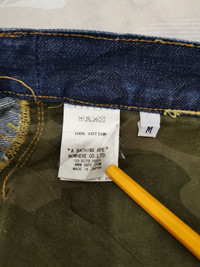 100% COTTON
M
"A BATHING APE"
NOWHERE CO.LTD
MADE IN JAPAN